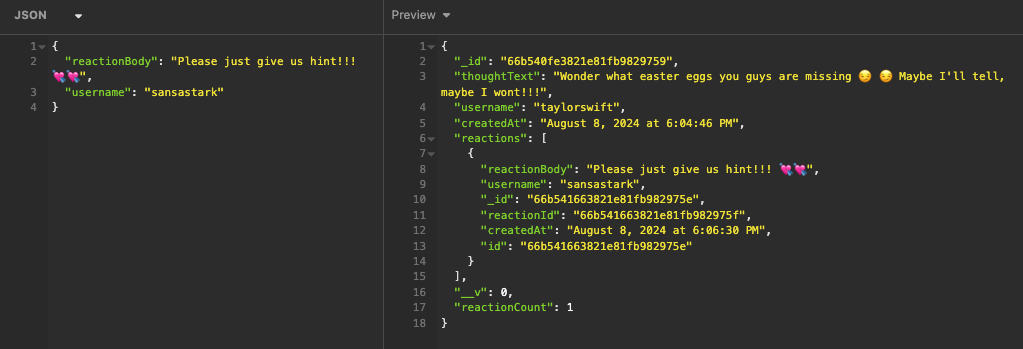 JSON
1 {
2 "reactionBody": "Please just give us hint!!!
💘💘",
3 "username": "sansastark"
4 }
Preview
1 {
2 "_id": "66b540fe3821e81fb9829759",
3 "thoughtText": "Wonder what easter eggs you guys are missing 😏 😏 Maybe I'll tell,
maybe I wont!!!",
4 "username": "taylorswift",
5 "createdAt": "August 8, 2024 at 6:04:46 PM",
6 "reactions": [
7 {
8 "reactionBody": "Please just give us hint!!! 💘💘",
9 "username": "sansastark",
10 "_id": "66b541663821e81fb982975e",
11 "reactionId": "66b541663821e81fb982975f",
12 "createdAt": "August 8, 2024 at 6:06:30 PM",
13 "id": "66b541663821e81fb982975e"
14 }
15 ],
16 "__v": 0,
17 "reactionCount": 1
18 }